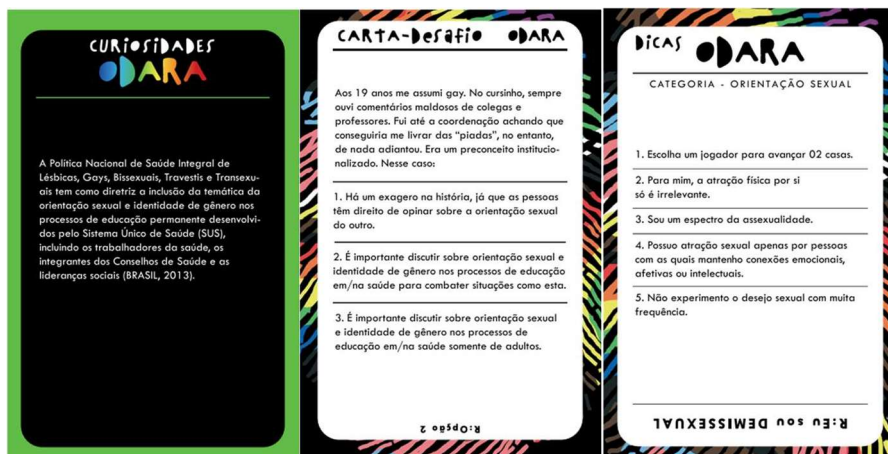 CURIOSIDADES
ODARA
A Política Nacional de Saúde Integral de
Lésbicas, Gays, Bissexuais, Travestis e Transexu-
ais tem como diretriz a inclusão da temática da
orientação sexual e identidade de gênero nos
processos de educação permanente desenvolvi-
dos pelo Sistema Único de Saúde (SUS),
incluindo os trabalhadores da saúde, os
integrantes dos Conselhos de Saúde e as
lideranças sociais (BRASIL, 2013).
CARTA-Desafio ODARA
Aos 19 anos me assumi gay. No cursinho, sempre
ouvi comentários maldosos de colegas e
professores. Fui até a coordenação achando que
conseguiria me livrar das “piadas”, no entanto,
de nada adiantou. Era um preconceito institucio-
nalizado. Nesse caso:
1. Há um exagero na história, já que as pessoas
têm direito de opinar sobre a orientação sexual
do outro.
2. É importante discutir sobre orientação sexual e
identidade de gênero nos processos de educação
em/na saúde para combater situações como esta.
3. É importante discutir sobre orientação sexual
e identidade de gênero nos processos de
educação em/na saúde somente de adultos.
R:Opção 2
Dicas ODARA
CATEGORIA - ORIENTAÇÃO SEXUAL
1. Escolha um jogador para avançar 02 casas.
2. Para mim, a atração física por si
só é irrelevante.
3. Sou um espectro da assexualidade.
4. Possuo atração sexual apenas por pessoas
com as quais mantenho conexões emocionais,
afetivas ou intelectuais.
5. Não experimento o desejo sexual com muita
frequência.
R:Eu sou DEMISSEXUAL